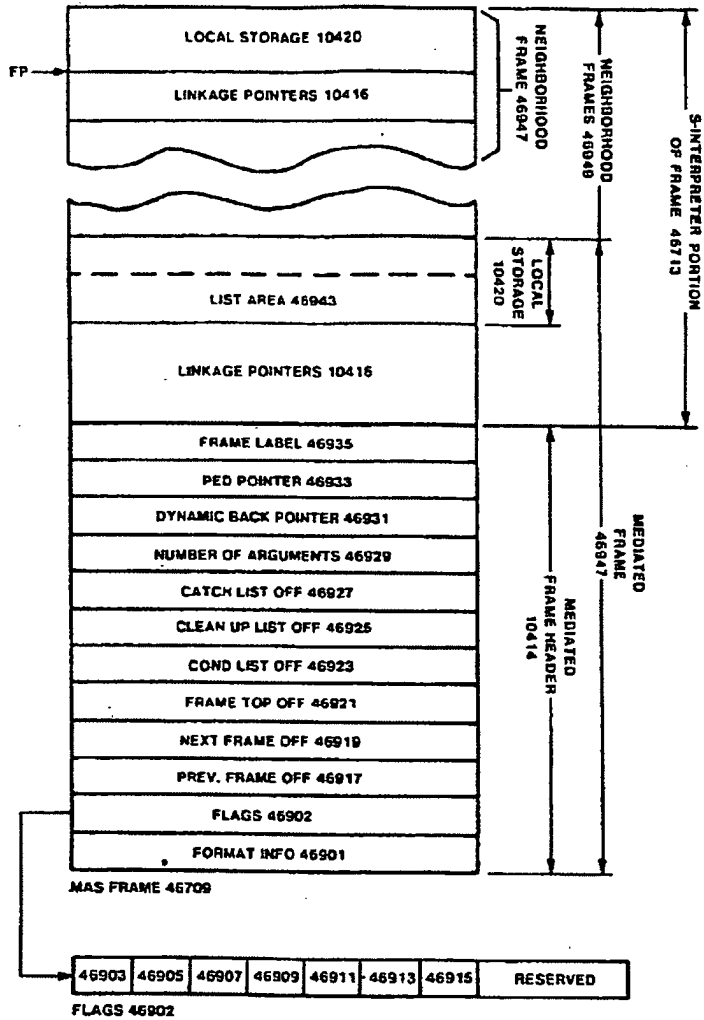 LOCAL STORAGE 10420
FP
LINKAGE POINTERS 10416
NEIGHBORHOOD
FRAME 46947
NEIGHBORHOOD
FRAMES 46949
S-INTERPRETER PORTION
OF FRAME 46713
LOCAL
STORAGE
10420
LIST AREA 46943
LINKAGE POINTERS 10416
FRAME LABEL 46935
PED POINTER 46933
DYNAMIC BACK POINTER 46931
NUMBER OF ARGUMENTS 46929
CATCH LIST OFF 46927
CLEAN UP LIST OFF 46925
COND LIST OFF 46923
FRAME TOP OFF 46921
NEXT FRAME OFF 46919
PREV. FRAME OFF 46917
FLAGS 46902
FORMAT INFO 46901
MEDIATED
FRAME HEADER
10414
MEDIATED
FRAME
46947
MAS FRAME 46709
46903 46905 46907 46909 46911 46913 46915 RESERVED
FLAGS 46902